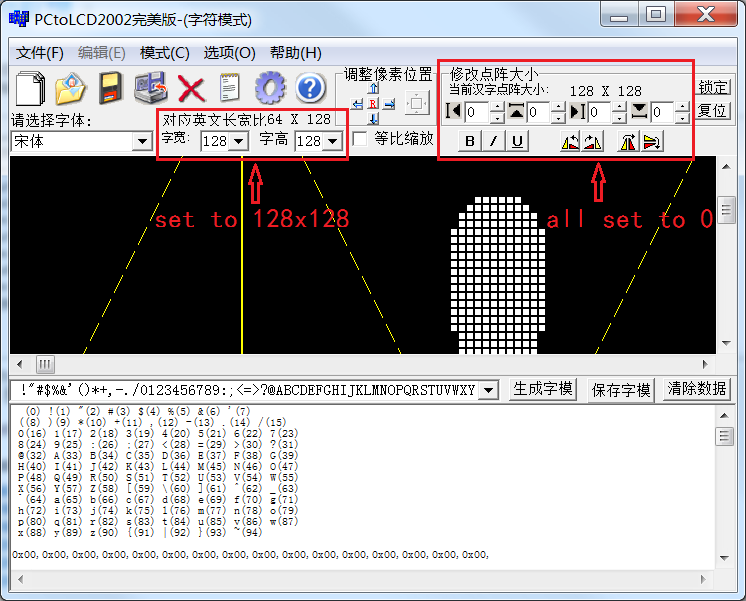 PCtoLCD2002完美版-(字符模式)
文件(F) 编辑(E) 模式(C) 选项(O) 帮助(H)
调整像素位置
修改点阵大小
当前汉字点阵大小: 128 X 128
锁定
0 0 0 0
复位
请选择字体:
对应英文长宽比64 X 128
宋体
字宽: 128 字高 128
等比缩放
B I U
set to 128x128
all set to 0
!"#$%&'()*+,-./0123456789:;<=>?@ABCDEFGHIJKLMNOPQRSTUVWXY
生成字模 保存字模 清除数据
(0) !(1) "(2) #(3) $(4) %(5) &(6) '(7)
((8) )(9) *(10) +(11) ,(12) -(13) .(14) /(15)
0(16) 1(17) 2(18) 3(19) 4(20) 5(21) 6(22) 7(23)
8(24) 9(25) :(26) ;(27) <(28) =(29) >(30) ?(31)
@(32) A(33) B(34) C(35) D(36) E(37) F(38) G(39)
H(40) I(41) J(42) K(43) L(44) M(45) N(46) O(47)
P(48) Q(49) R(50) S(51) T(52) U(53) V(54) W(55)
X(56) Y(57) Z(58) [(59) \(60) ](61) ^(62) _(63)
`(64) a(65) b(66) c(67) d(68) e(69) f(70) g(71)
h(72) i(73) j(74) k(75) l(76) m(77) n(78) o(79)
p(80) q(81) r(82) s(83) t(84) u(85) v(86) w(87)
x(88) y(89) z(90) {(91) |(92) }(93) ~(94)
0x00,0x00,0x00,0x00,0x00,0x00,0x00,0x00,0x00,0x00,0x00,0x00,0x00,0x00,0x00,0x00,